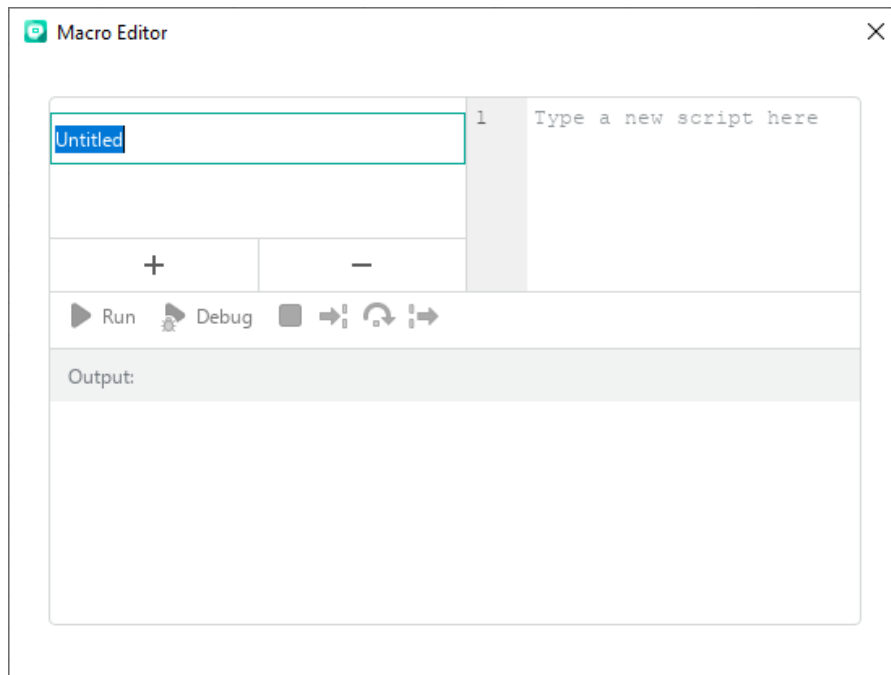 Macro Editor
Untitled
1 Type a new script here
+ −
Run Debug
Output: